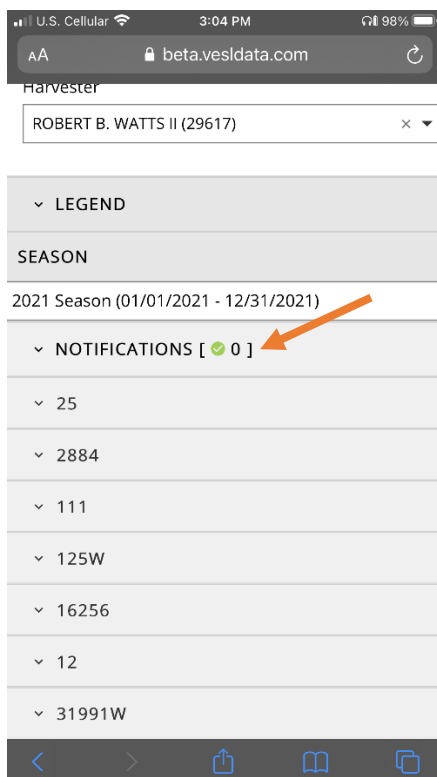 U.S. Cellular 3:04 PM 98%
AA beta.vesldata.com
Harvester
ROBERT B. WATTS II (29617) ×
LEGEND
SEASON
2021 Season (01/01/2021 - 12/31/2021)
NOTIFICATIONS [ 0 ]
25
2884
111
125W
16256
12
31991W